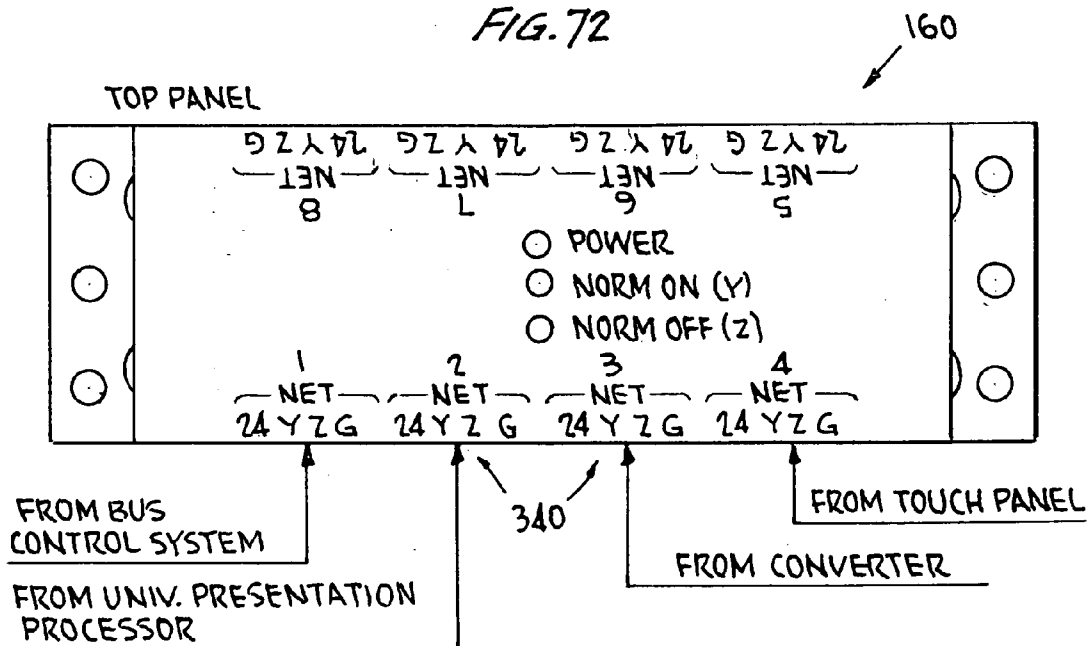 FIG. 72
160
TOP PANEL
24 Y Z G 24 Y Z G 24 Y Z G 24 Y Z G
NET NET NET NET
8 7 6 5
POWER
NORM ON (Y)
NORM OFF (Z)
1 2 3 4
NET NET NET NET
24 Y Z G 24 Y Z G 24 Y Z G 24 Y Z G
340
FROM BUS
CONTROL SYSTEM
FROM TOUCH PANEL
FROM CONVERTER
FROM UNIV. PRESENTATION
PROCESSOR